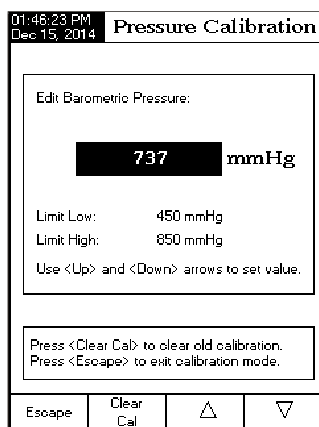 01:46:23 PM
Dec 15, 2014
Pressure Calibration
Edit Barometric Pressure:
737 mmHg
Limit Low: 450 mmHg
Limit High: 850 mmHg
Use <Up> and <Down> arrows to set value.
Press <Clear Cal> to clear old calibration.
Press <Escape> to exit calibration mode.
Escape
Clear
Cal